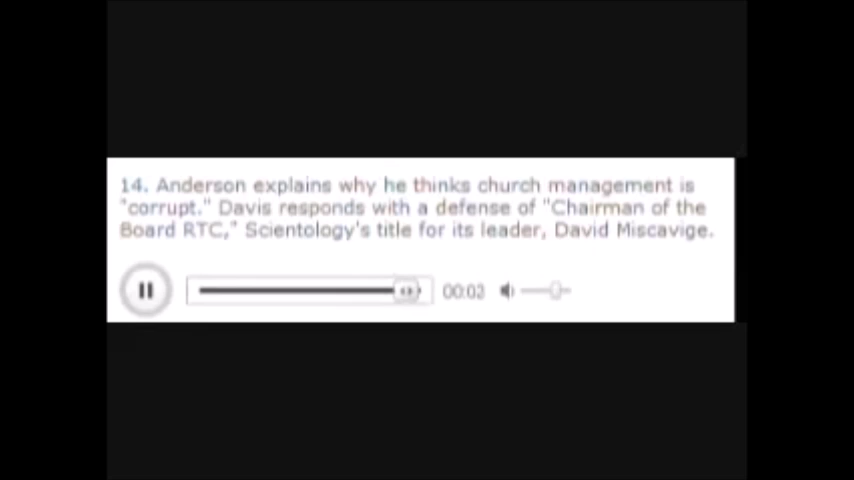 14. Anderson explains why he thinks church management is
"corrupt." Davis responds with a defense of "Chairman of the
Board RTC," Scientology's title for its leader, David Miscavige.
00:02